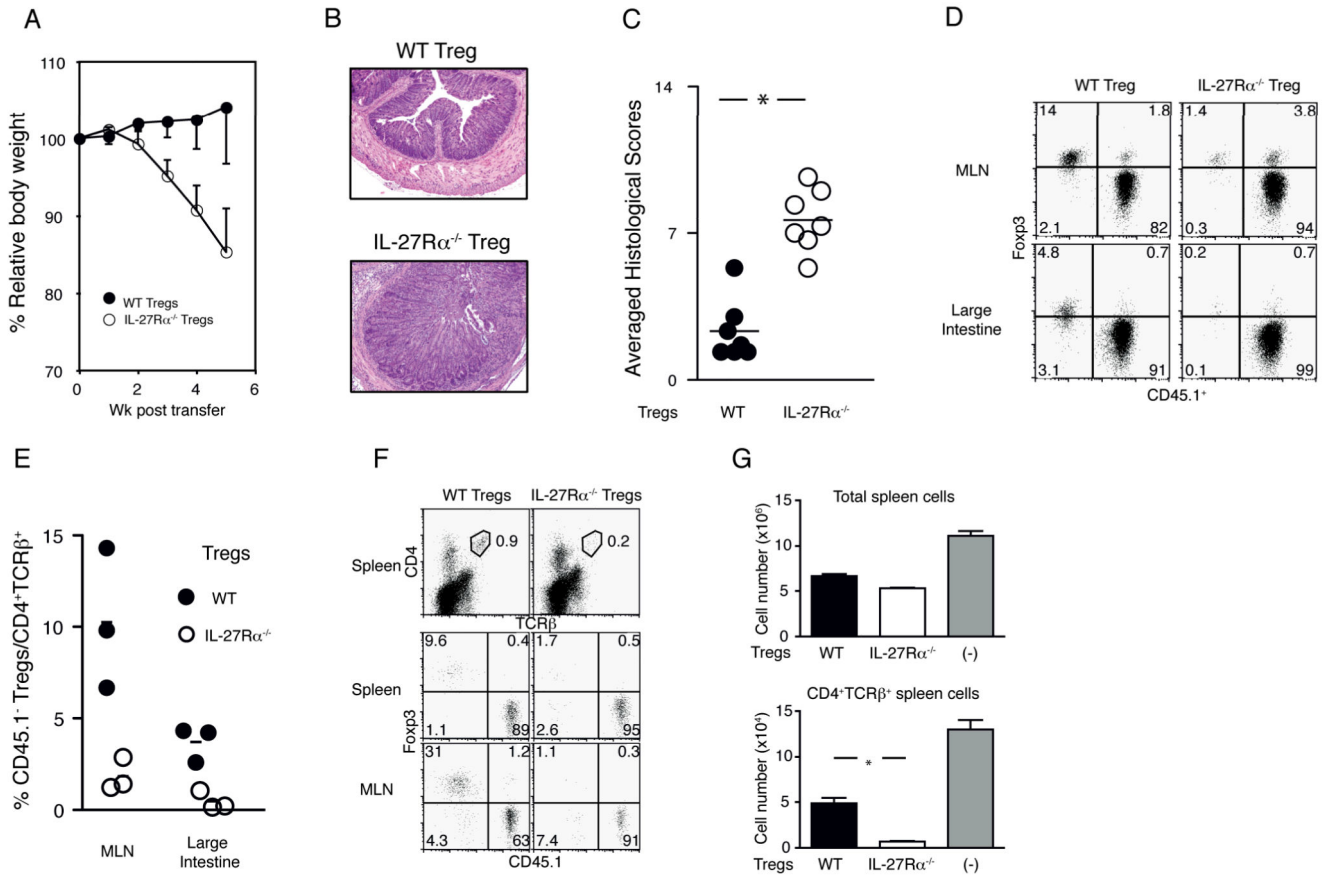 A
110
100
90
80
70
% Relative body weight
WT Tregs
IL-27Rα-/- Tregs
0 2 4 6
Wk post transfer
B
WT Treg
IL-27Rα-/- Treg
C
14
7
0
Averaged Histological Scores
*
Tregs WT IL-27Rα-/-
D
WT Treg IL-27Rα-/- Treg
MLN
14 1.8 1.4 3.8
2.1 82 0.3 94
Foxp3
Large
Intestine
4.8 0.7 0.2 0.7
3.1 91 0.1 99
CD45.1+
E
15
10
5
0
% CD45.1- Tregs/CD4+TCRβ+
Tregs
WT
IL-27Rα-/-
MLN
Large
Intestine
F
WT Tregs IL-27Rα-/- Tregs
Spleen
CD4
0.9 0.2
TCRβ
Spleen
9.6 0.4 1.7 0.5
1.1 89 2.6 95
Foxp3
MLN
31 1.2 1.1 0.3
4.3 63 7.4 91
CD45.1
G
Total spleen cells
15
10
5
0
Cell number (x10⁶)
Tregs WT IL-27Rα-/- (-)
CD4+TCRβ+ spleen cells
15
10
5
0
Cell number (x10⁴)
*
Tregs WT IL-27Rα-/- (-)